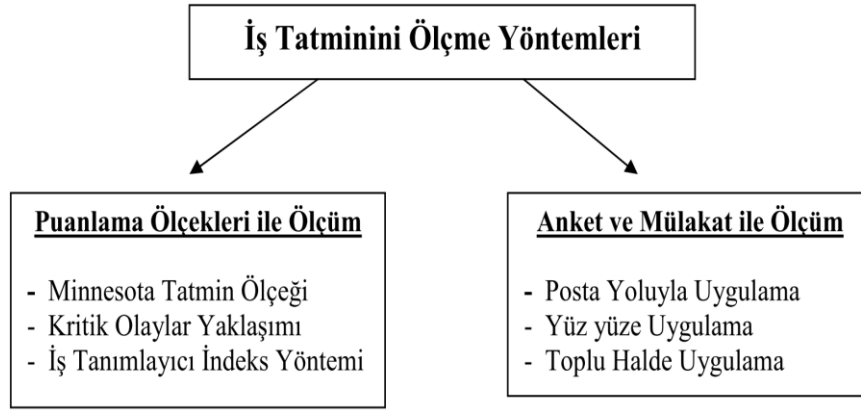 İş Tatminini Ölçme Yöntemleri
Puanlama Ölçekleri ile Ölçüm
- Minnesota Tatmin Ölçeği
- Kritik Olaylar Yaklaşımı
- İş Tanımlayıcı İndeks Yöntemi
Anket ve Mülakat ile Ölçüm
- Posta Yoluyla Uygulama
- Yüz yüze Uygulama
- Toplu Halde Uygulama